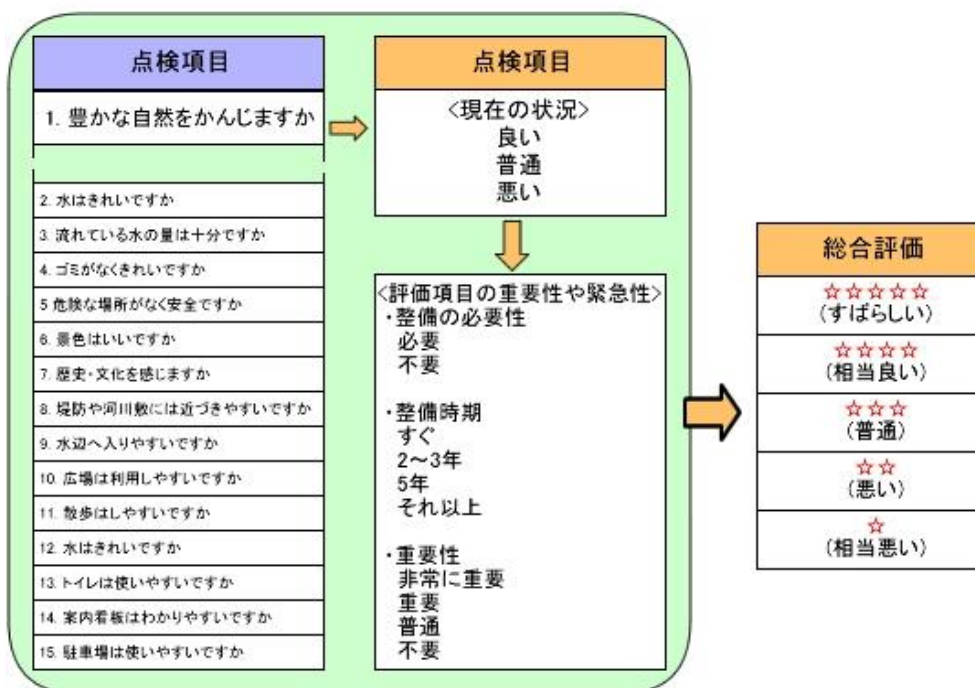 点検項目
1. 豊かな自然をかんじますか
2. 水はきれいですか
3. 流れている水の量は十分ですか
4. ゴミがなくきれいですか
5 危険な場所がなく安全ですか
6. 景色はいいですか
7. 歴史・文化を感じますか
8. 堤防や河川敷には近づきやすいですか
9. 水辺へ入りやすいですか
10. 広場は利用しやすいですか
11. 散歩はしやすいですか
12. 水はきれいですか
13. トイレは使いやすいですか
14. 案内看板はわかりやすいですか
15. 駐車場は使いやすいですか
点検項目
<現在の状況>
良い
普通
悪い
<評価項目の重要性や緊急性>
・整備の必要性
必要
不要
・整備時期
すぐ
2～3年
5年
それ以上
・重要性
非常に重要
重要
普通
不要
総合評価
☆☆☆☆☆
(すばらしい)
☆☆☆☆
(相当良い)
☆☆☆
(普通)
☆☆
(悪い)
☆
(相当悪い)